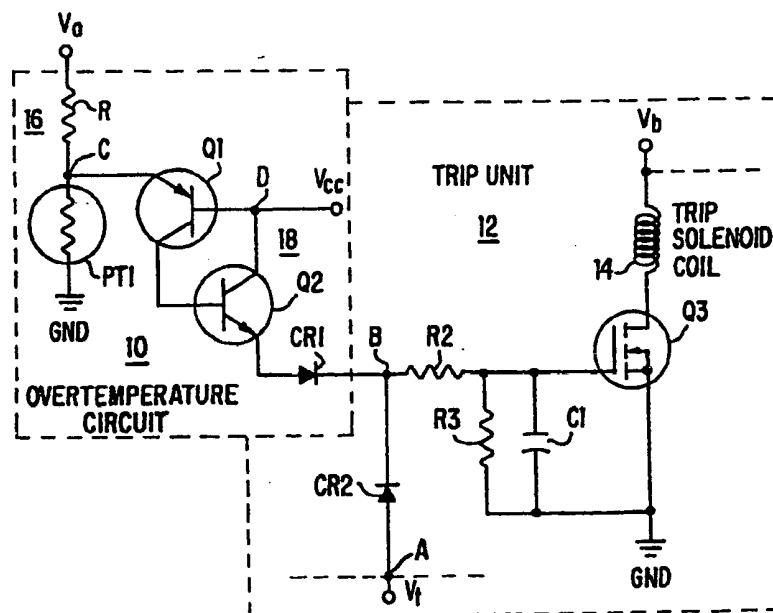 Va
16
R
C
Q1
D
Vcc
PT1
GND
18
Q2
10
CR1
OVERTEMPERATURE
CIRCUIT
TRIP UNIT
12
Vb
TRIP
SOLENOID
COIL
14
Q3
B
R2
R3
C1
CR2
A
Vt
GND